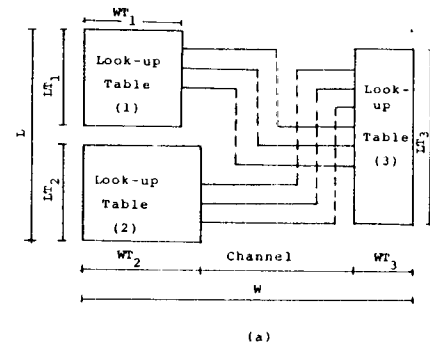 WT1
LT1
Look-up
Table
(1)
L
Look-
up
Table
(3)
LT3
LT2
Look-up
Table
(2)
WT2
Channel
WT3
W
(a)